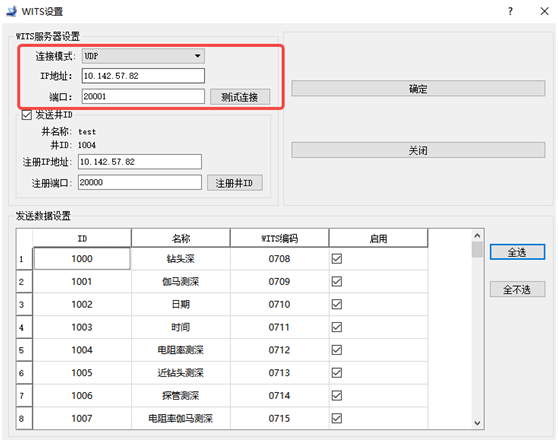 WITS设置
? ×
WITS服务器设置
连接模式: UDP
IP地址: 10.142.57.82
端口: 20001 测试连接
发送井ID
井名称: test
井ID: 1004
注册IP地址: 10.142.57.82
注册端口: 20000 注册井ID
确定
关闭
发送数据设置
ID 名称 WITS编码 启用
1 1000 钻头深 0708
2 1001 伽马测深 0709
3 1002 日期 0710
4 1003 时间 0711
5 1004 电阻率测深 0712
6 1005 近钻头测深 0713
7 1006 探管测深 0714
8 1007 电阻率伽马测深 0715
全选
全不选